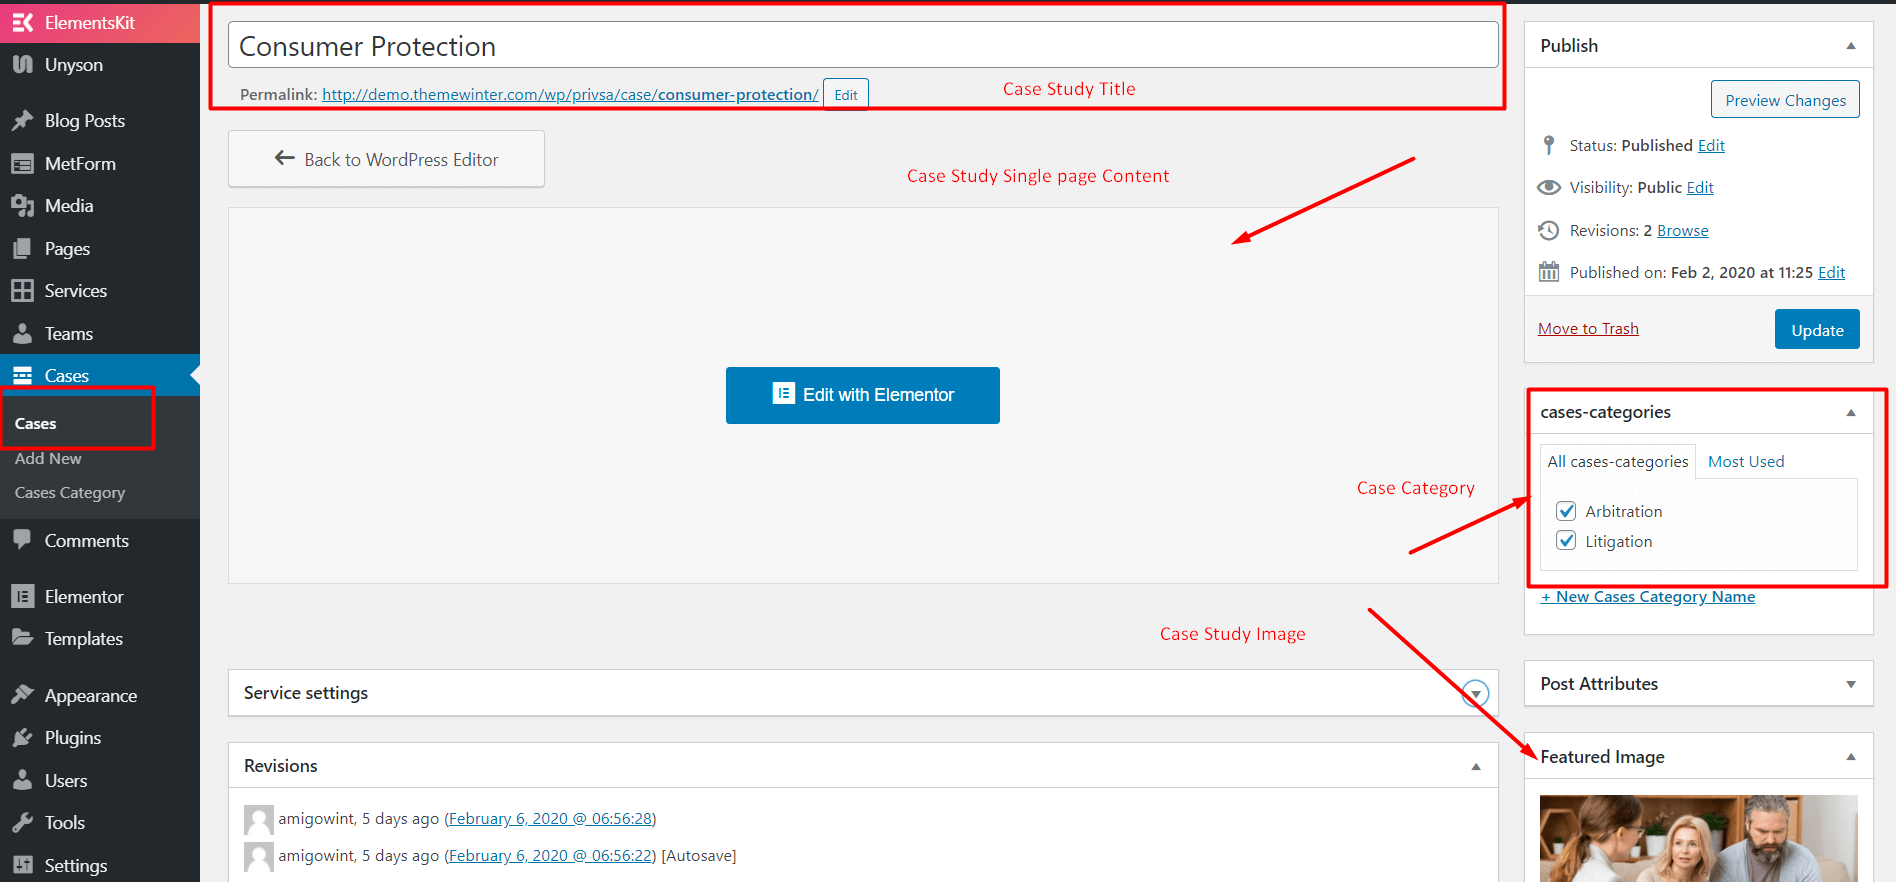 ElementsKit
Unyson
Blog Posts
MetForm
Media
Pages
Services
Teams
Cases
Cases
Add New
Cases Category
Comments
Elementor
Templates
Appearance
Plugins
Users
Tools
Settings
Consumer Protection
Permalink: http://demo.themewinter.com/wp/privsa/case/consumer-protection/ Edit
Case Study Title
Back to WordPress Editor
Case Study Single page Content
Edit with Elementor
Case Category
Case Study Image
Service settings
Revisions
amigowint, 5 days ago (February 6, 2020 @ 06:56:28)
amigowint, 5 days ago (February 6, 2020 @ 06:56:22) [Autosave]
Publish
Preview Changes
Status: Published Edit
Visibility: Public Edit
Revisions: 2 Browse
Published on: Feb 2, 2020 at 11:25 Edit
Move to Trash
Update
cases-categories
All cases-categories Most Used
Arbitration
Litigation
+ New Cases Category Name
Post Attributes
Featured Image